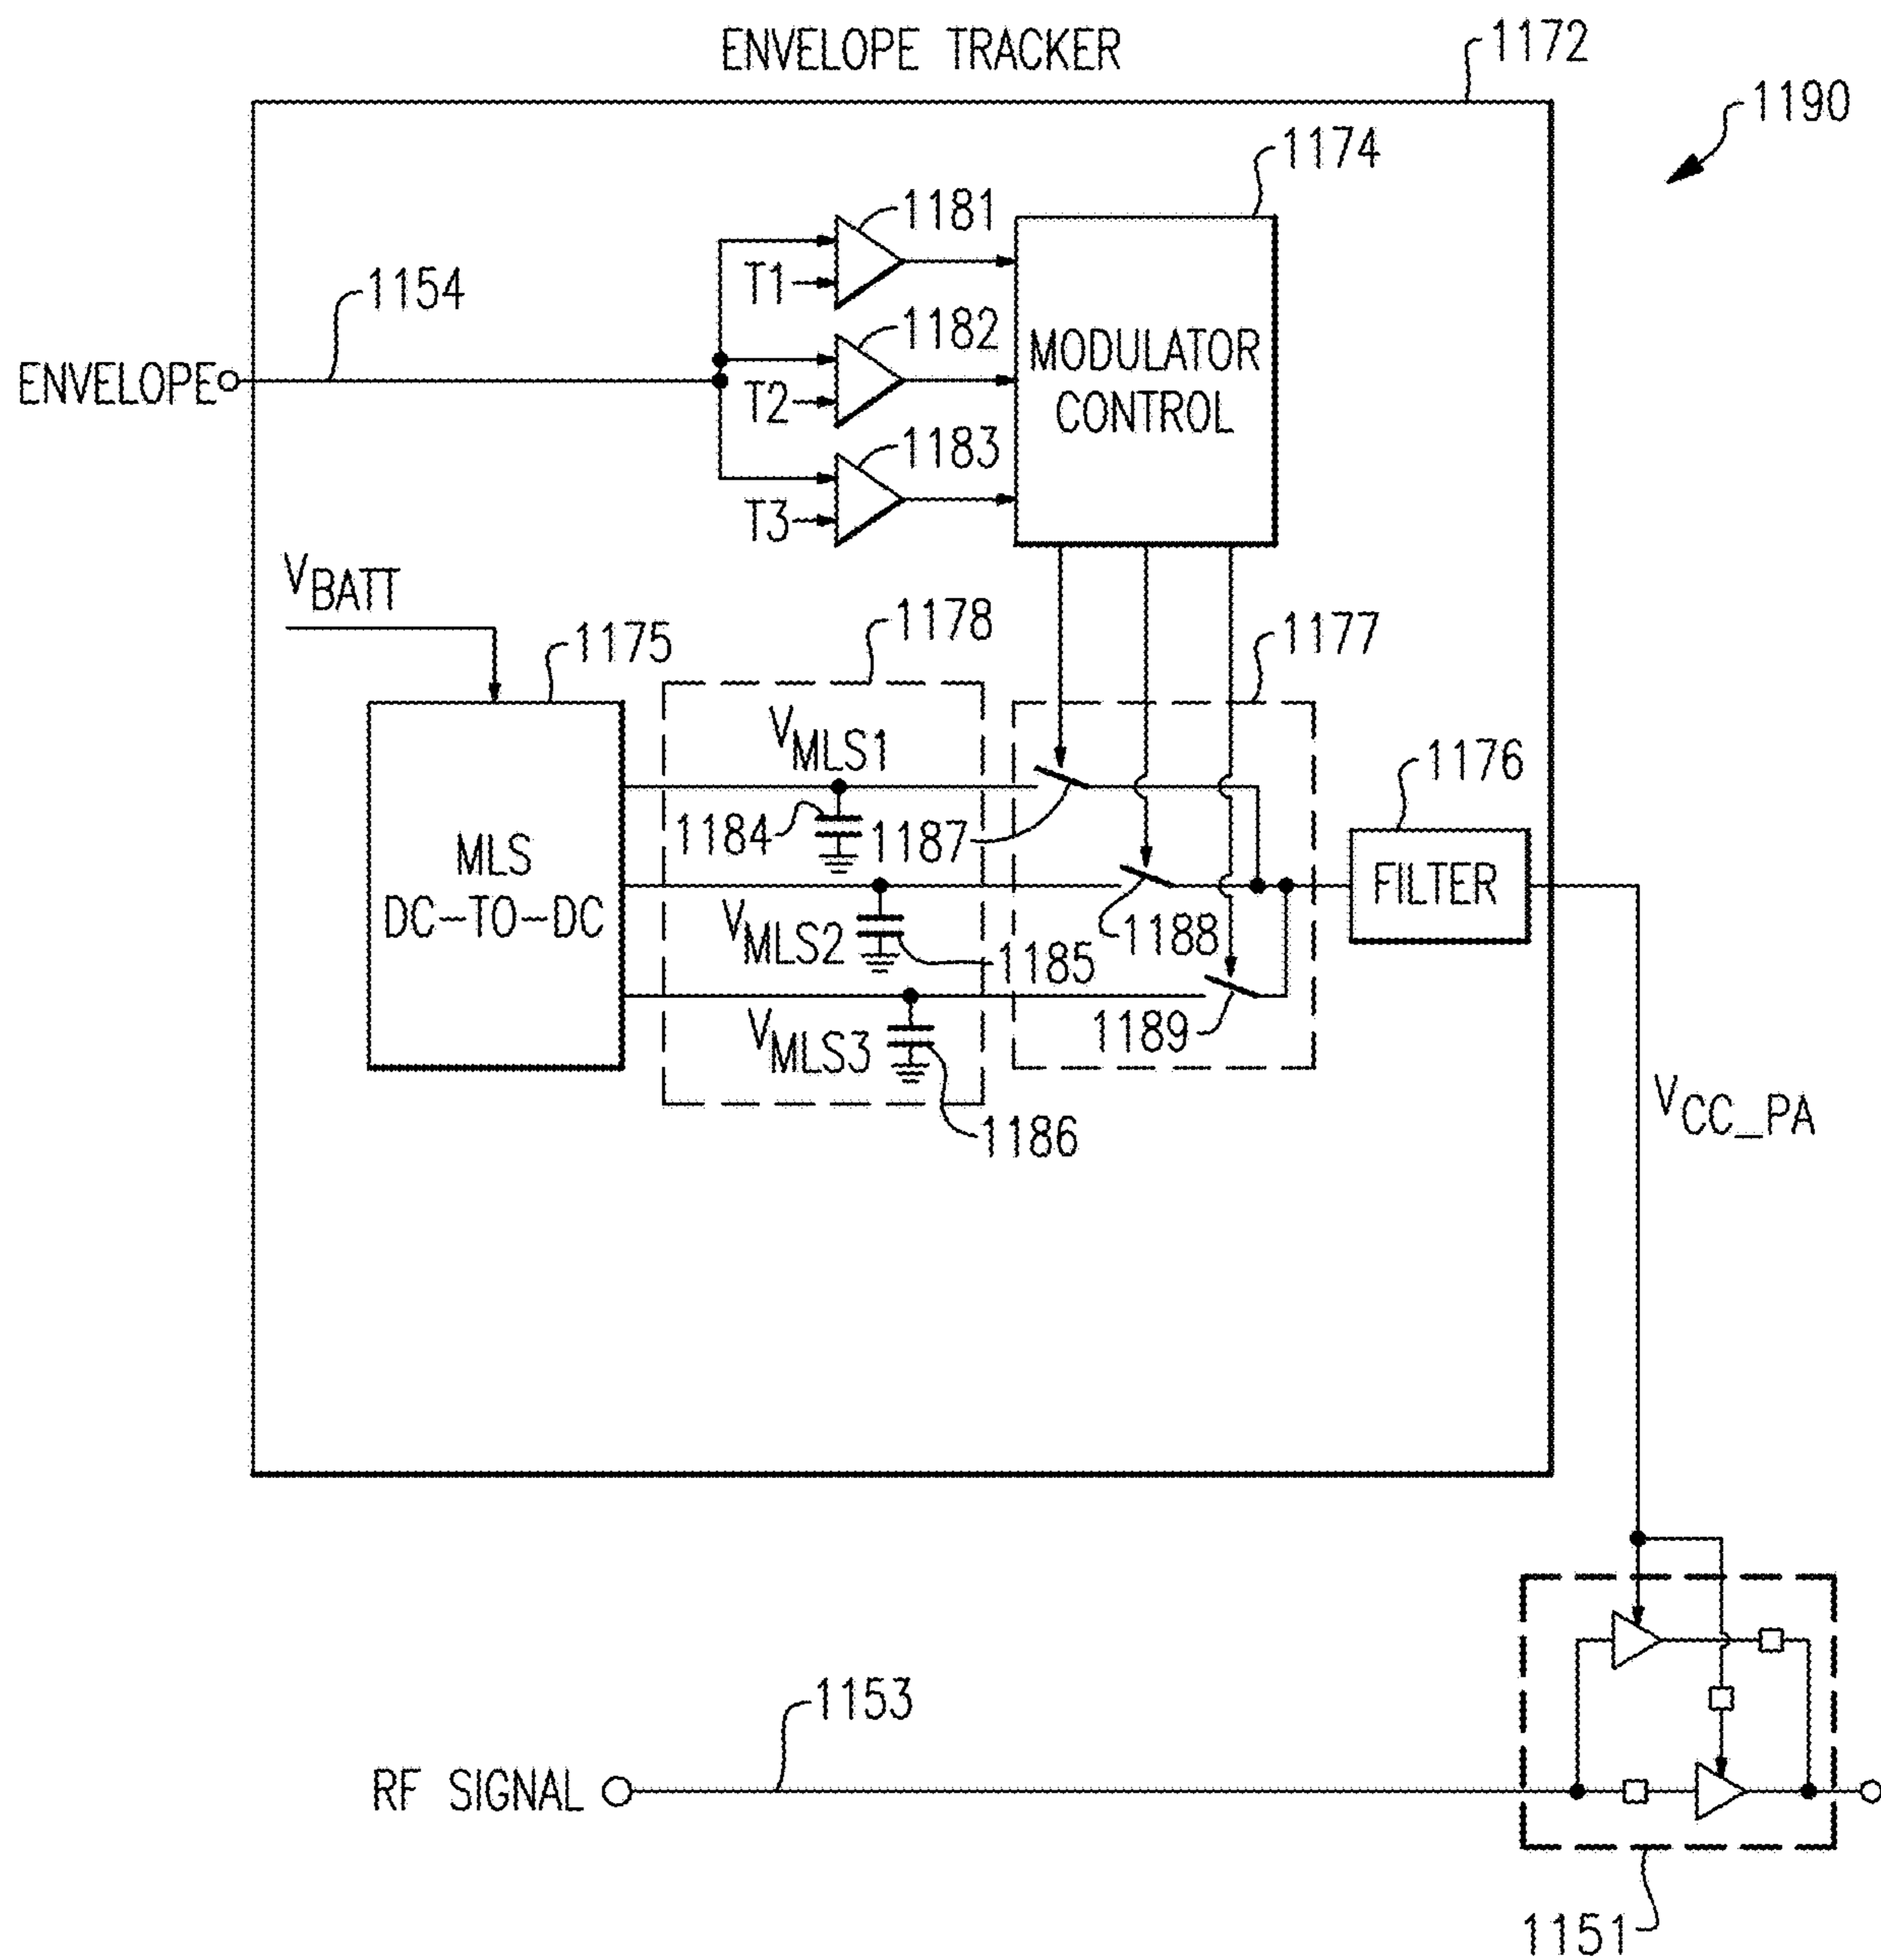 ENVELOPE TRACKER
1172
1190
1174
1181
T1
1154
1182
MODULATOR
CONTROL
ENVELOPE
T2
1183
T3
VBATT
1178
1177
1175
VMLS1
1176
1184
1187
MLS
DC-TO-DC
FILTER
VMLS2
1188
1185
VMLS3
1189
1186
VCC_PA
1153
RF SIGNAL
1151